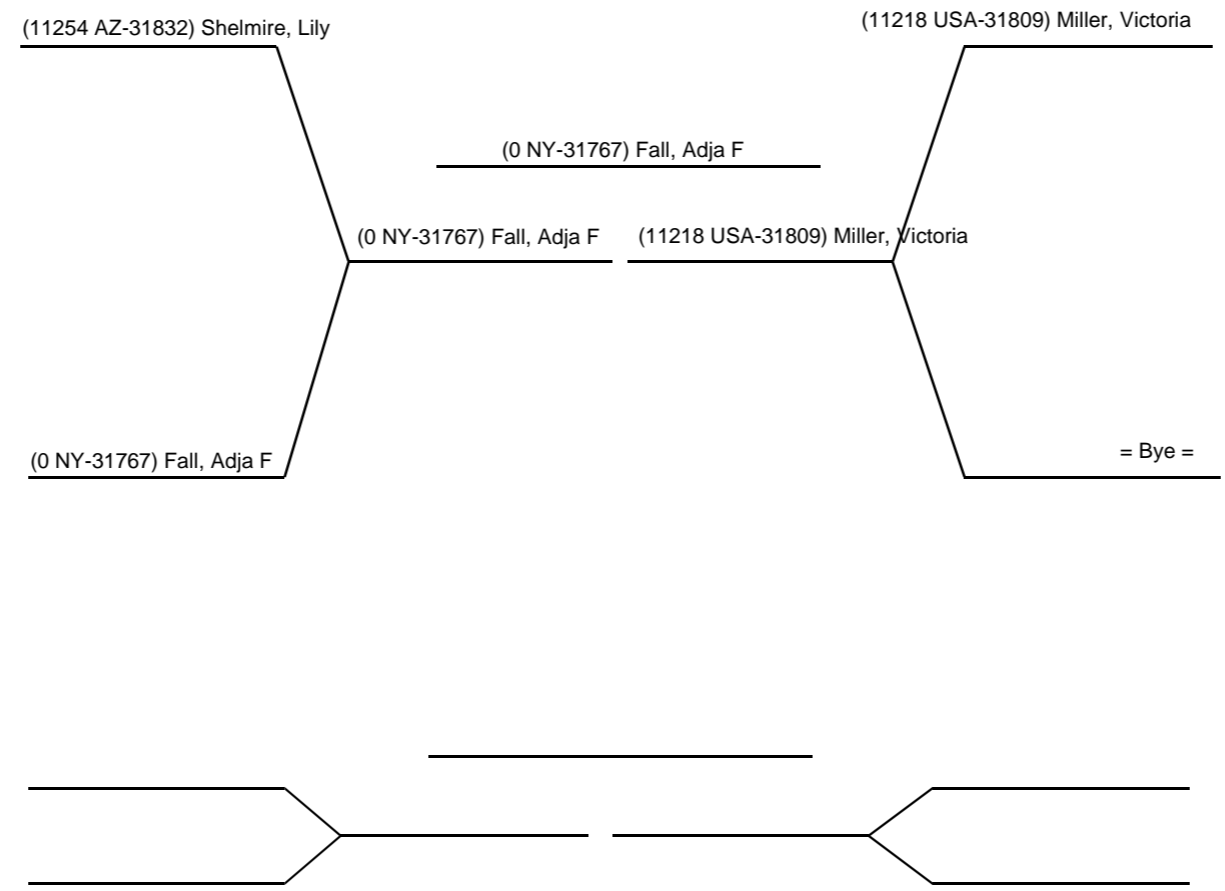 (11254 AZ-31832) Shelmire, Lily
(11218 USA-31809) Miller, Victoria
(0 NY-31767) Fall, Adja F
(0 NY-31767) Fall, Adja F
(11218 USA-31809) Miller, Victoria
(0 NY-31767) Fall, Adja F
= Bye =